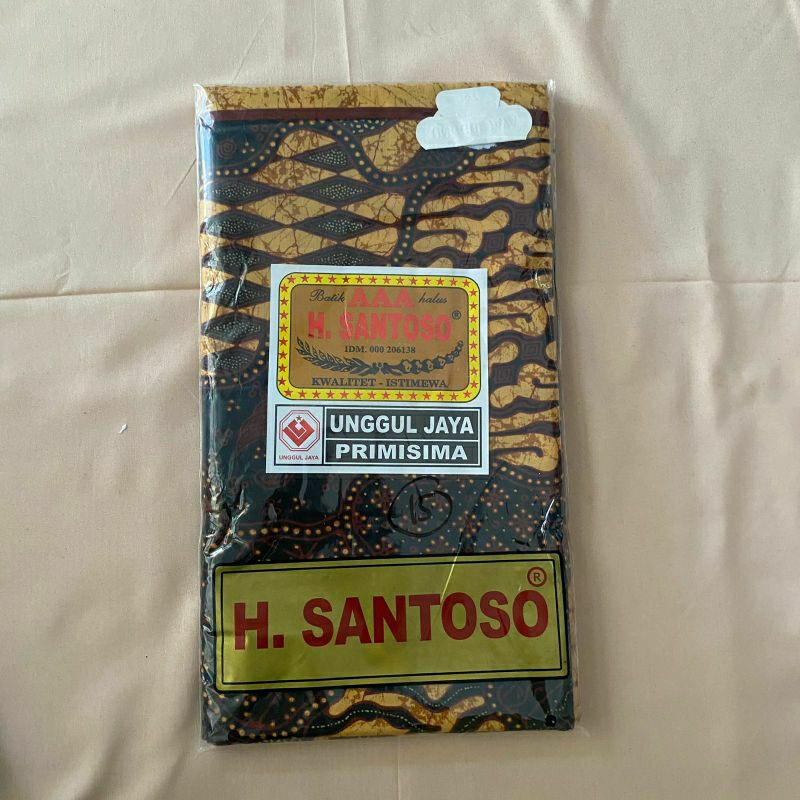 Batik AAA halus
H. SANTOSO®
IDM. 000 206138
KWALITET - ISTIMEWA
UNGGUL JAYA
UNGGUL JAYA
PRIMISIMA
15
H. SANTOSO®